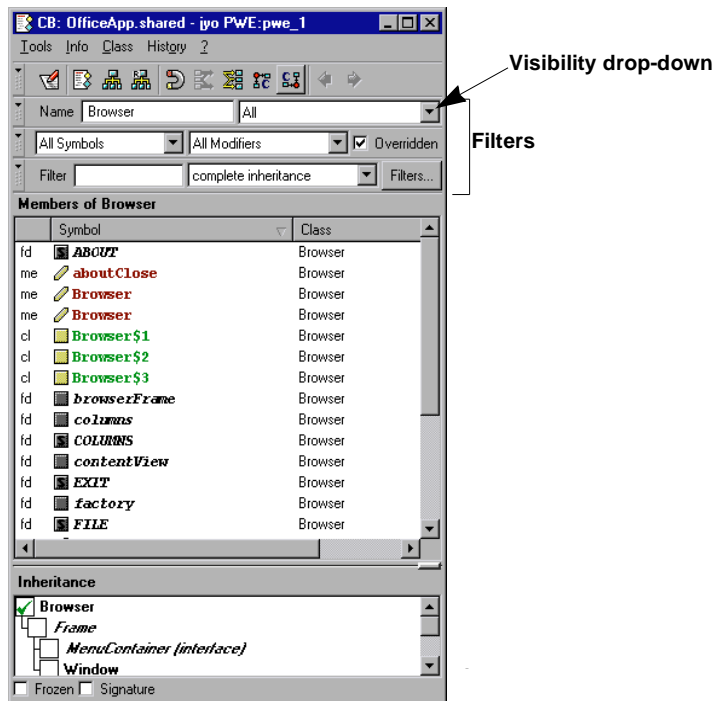 CB: OfficeApp.shared - jyo PWE:pwe_1
Tools Info Class History ?
Visibility drop-down
Name Browser All
Filters
All Symbols All Modifiers Overridden
Filter complete inheritance Filters...
Members of Browser
Symbol Class
fd S ABOUT Browser
me aboutClose Browser
me Browser Browser
me Browser Browser
cl Browser$1 Browser
cl Browser$2 Browser
cl Browser$3 Browser
fd browserFrame Browser
fd columns Browser
fd S COLUMNS Browser
fd contentView Browser
fd S EXIT Browser
fd factory Browser
fd S FILE Browser
Inheritance
Browser
Frame
MenuContainer (interface)
Window
Frozen Signature